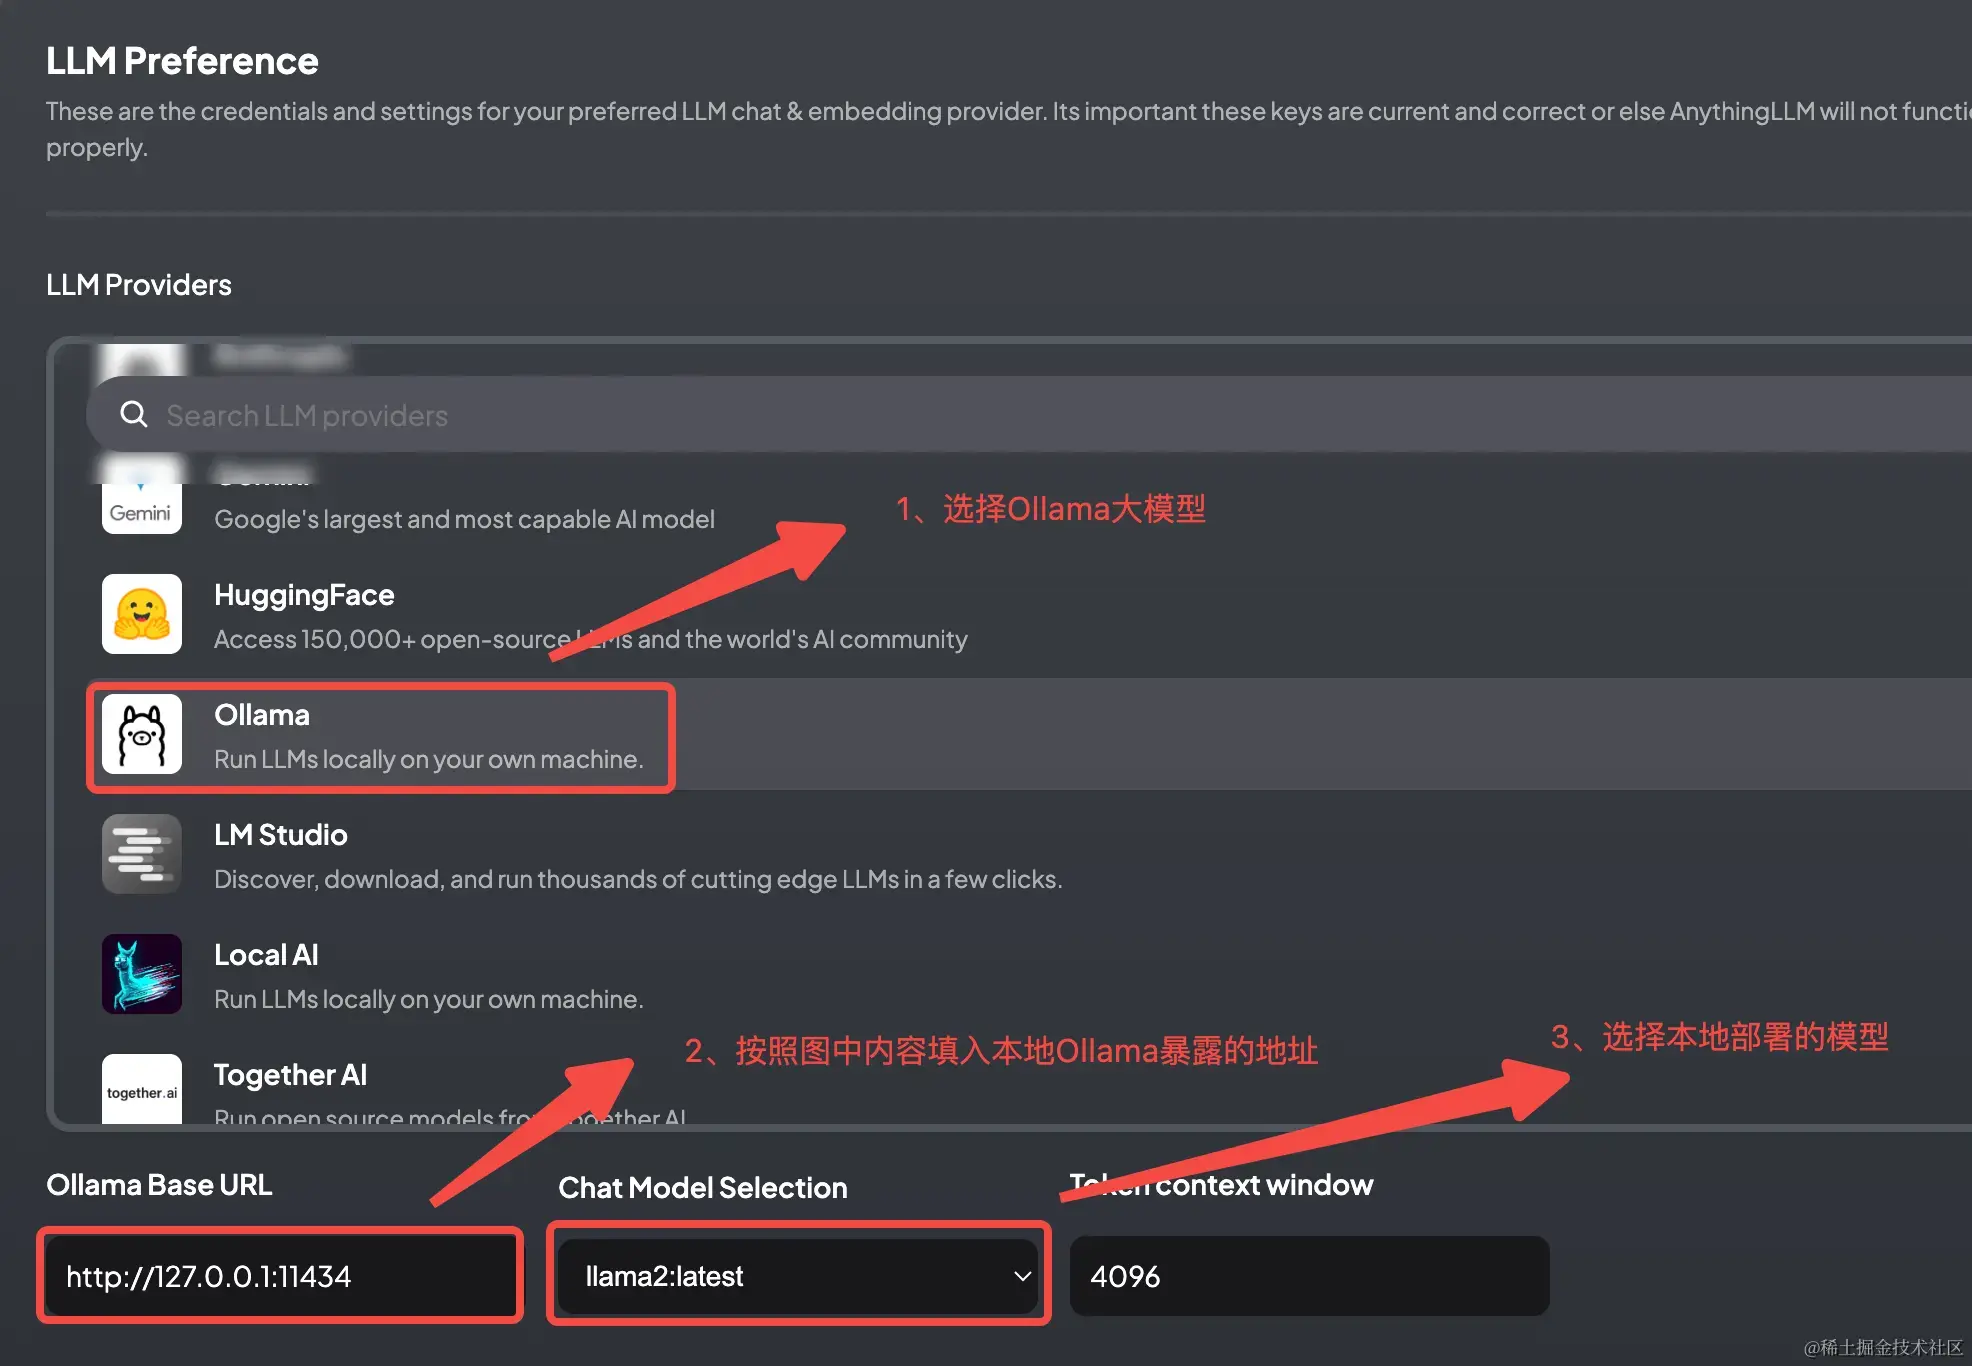 LLM Preference
These are the credentials and settings for your preferred LLM chat & embedding provider. Its important these keys are current and correct or else AnythingLLM will not functi
properly.
LLM Providers
Search LLM providers
Gemini
Gemini
Google's largest and most capable AI model
1、选择Ollama大模型
HuggingFace
Access 150,000+ open-source LLMs and the world's AI community
Ollama
Run LLMs locally on your own machine.
LM Studio
Discover, download, and run thousands of cutting edge LLMs in a few clicks.
Local AI
Run LLMs locally on your own machine.
2、按照图中内容填入本地Ollama暴露的地址
3、选择本地部署的模型
together.ai
Together AI
Run open source models from Together AI
Ollama Base URL
Chat Model Selection
Token context window
http://127.0.0.1:11434
llama2:latest
4096
@稀土掘金技术社区